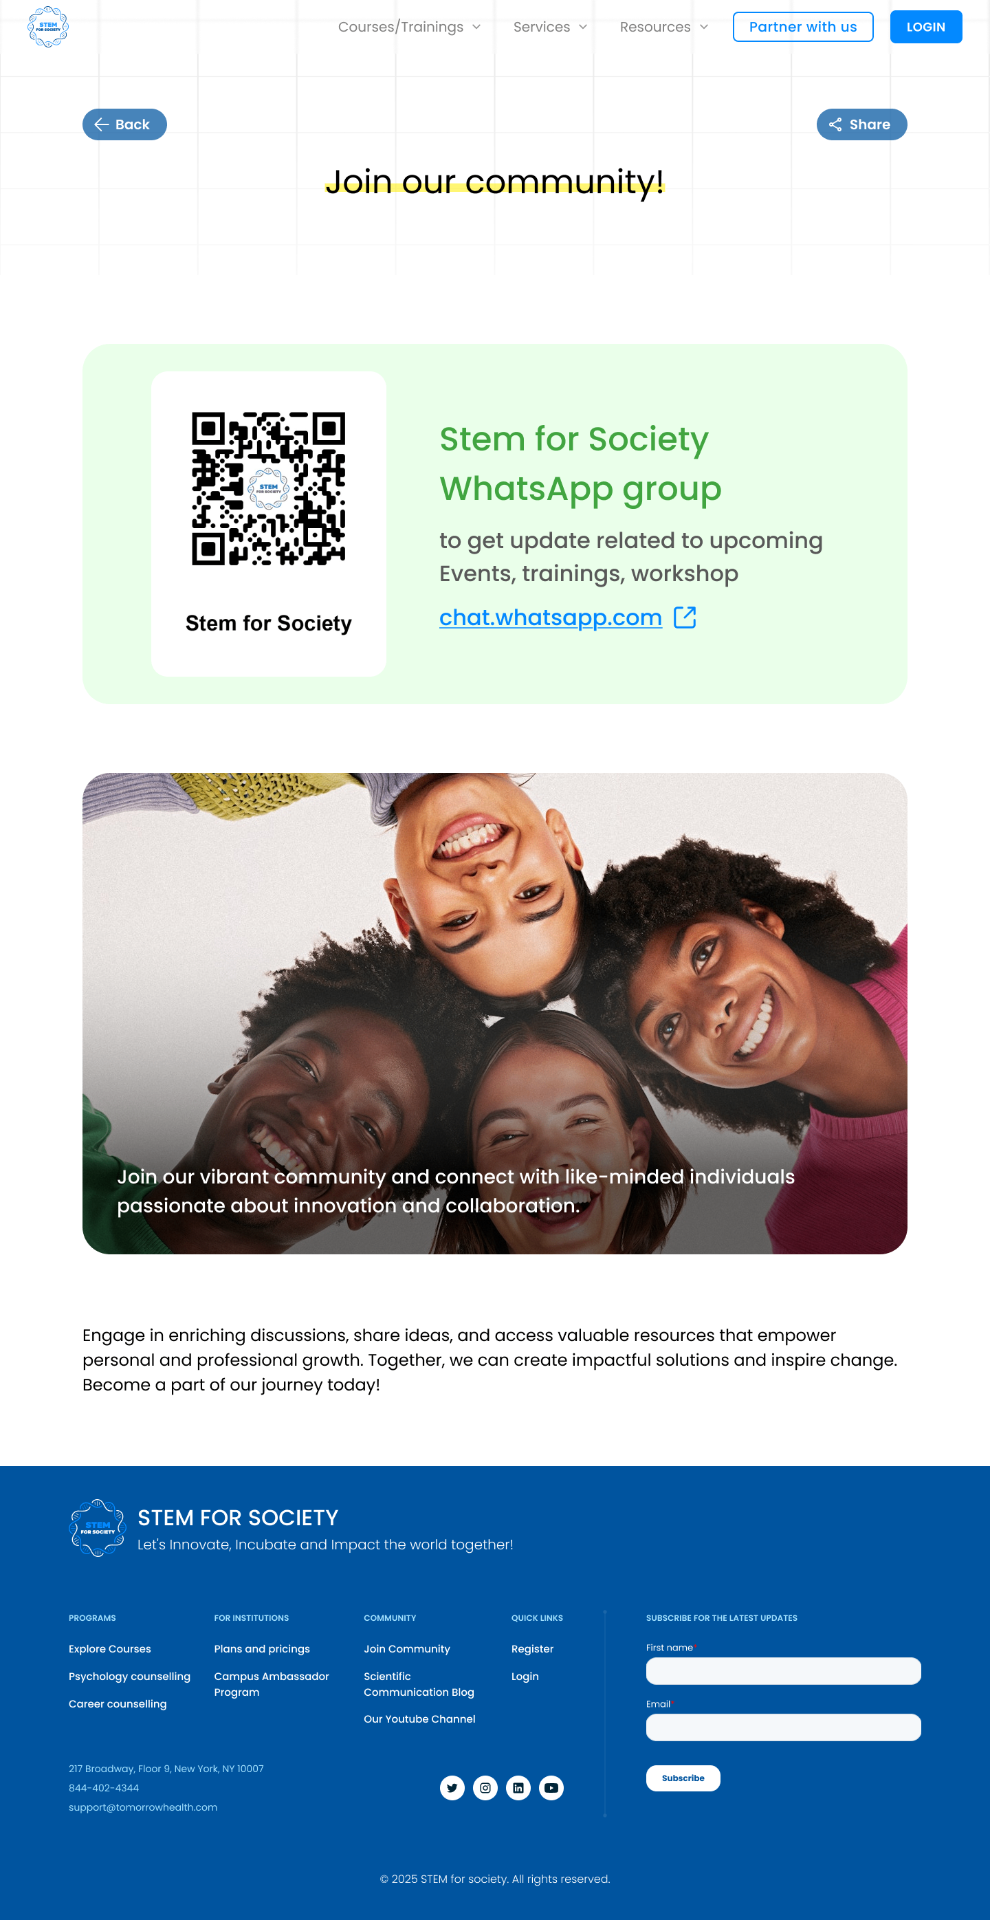 STEM
FOR SOCIETY
Courses/Trainings
Services
Resources
Partner with us
LOGIN
Back
Share
Join our community!
STEM
FOR SOCIETY
Stem for Society
Stem for Society
WhatsApp group
to get update related to upcoming
Events, trainings, workshop
chat.whatsapp.com
Join our vibrant community and connect with like-minded individuals
passionate about innovation and collaboration.
Engage in enriching discussions, share ideas, and access valuable resources that empower
personal and professional growth. Together, we can create impactful solutions and inspire change.
Become a part of our journey today!
STEM
FOR SOCIETY
STEM FOR SOCIETY
Let's Innovate, Incubate and Impact the world together!
PROGRAMS
Explore Courses
Psychology counselling
Career counselling
FOR INSTITUTIONS
Plans and pricings
Campus Ambassador
Program
COMMUNITY
Join Community
Scientific
Communication Blog
Our Youtube Channel
QUICK LINKS
Register
Login
SUBSCRIBE FOR THE LATEST UPDATES
First name*
Email*
Subscribe
217 Broadway, Floor 9, New York, NY 10007
844-402-4344
support@tomorrowhealth.com
© 2025 STEM for society. All rights reserved.